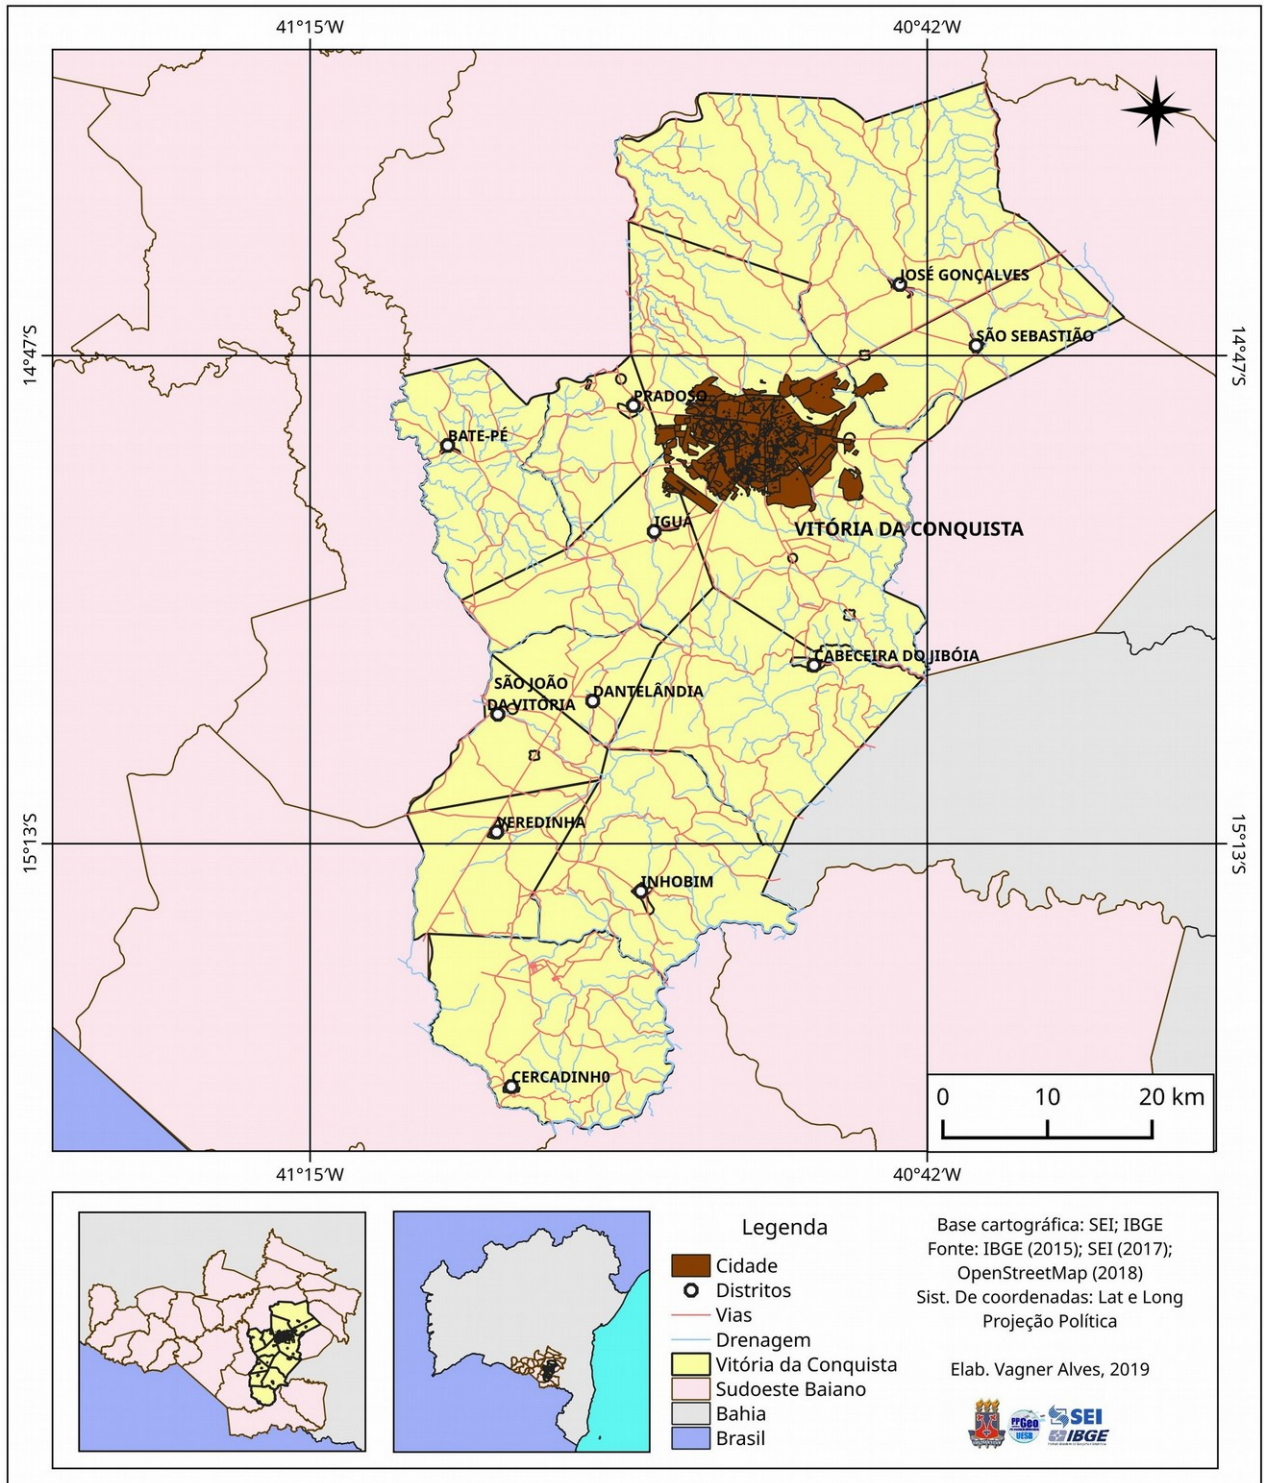 41°15′W
40°42′W
JOSÉ GONÇALVES
SÃO SEBASTIÃO
14°47′S
14°47′S
PRADOSO
BATE-PÉ
IGUÁ
VITÓRIA DA CONQUISTA
CABECEIRA DO JIBÓIA
SÃO JOÃO
DA VITÓRIA
DANTELÂNDIA
VEREDINHA
15°13′S
15°13′S
INHOBIM
CERCADINH0
0 10 20 km
41°15′W
40°42′W
Legenda
Cidade
Distritos
Vias
Drenagem
Vitória da Conquista
Sudoeste Baiano
Bahia
Brasil
Base cartográfica: SEI; IBGE
Fonte: IBGE (2015); SEI (2017);
OpenStreetMap (2018)
Sist. De coordenadas: Lat e Long
Projeção Política
Elab. Vagner Alves, 2019
PPGeo
UESB
SEI
IBGE